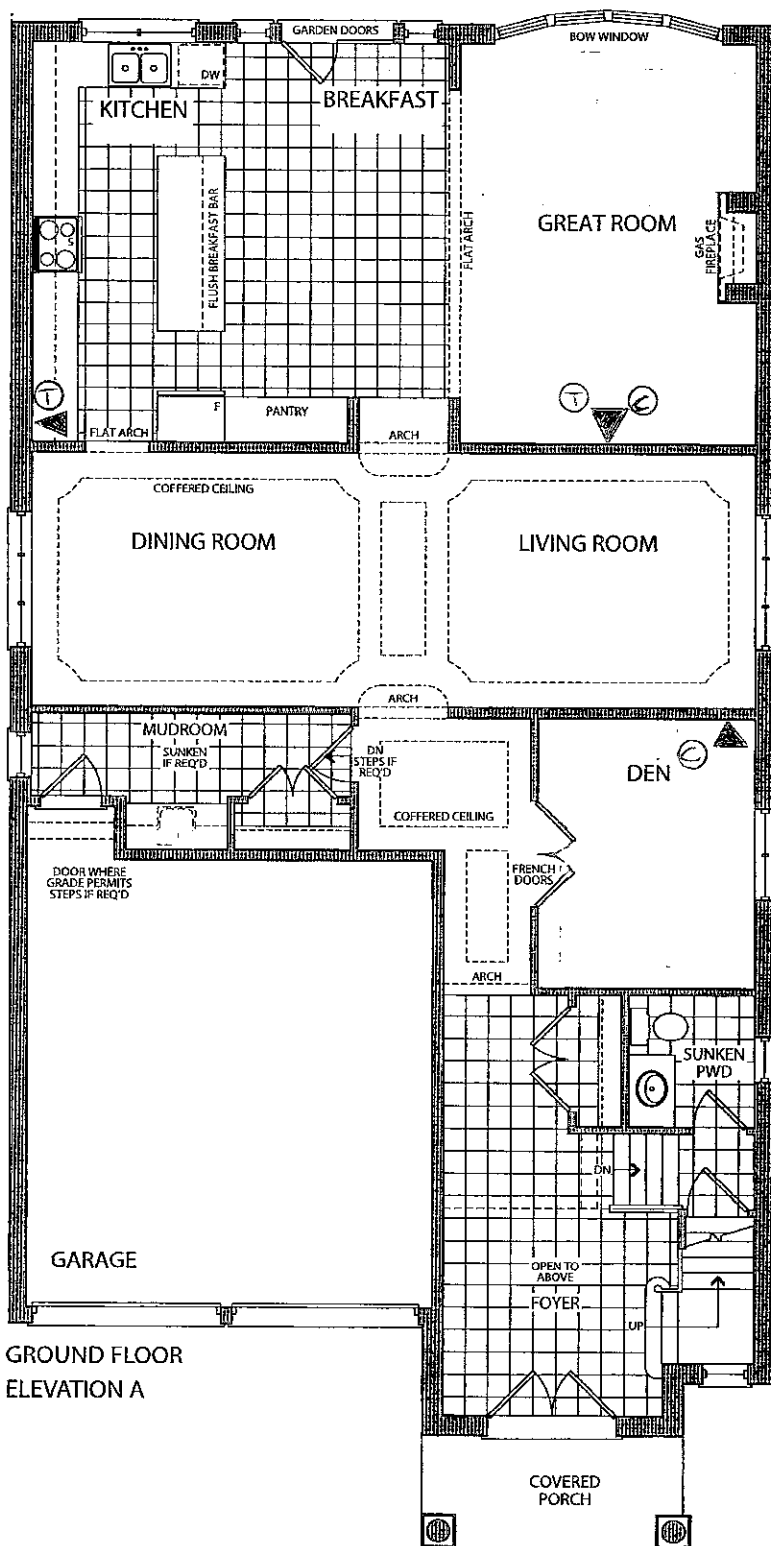 GARDEN DOORS
BOW WINDOW
DW
KITCHEN
BREAKFAST
FLUSH BREAKFAST BAR
FLAT ARCH
GREAT ROOM
GAS
FIREPLACE
S
T
T
C
F
PANTRY
FLAT ARCH
ARCH
COFFERED CEILING
DINING ROOM
LIVING ROOM
ARCH
MUDROOM
SUNKEN
IF REQ'D
DN
STEPS IF
REQ'D
C
DEN
COFFERED CEILING
DOOR WHERE
GRADE PERMITS
STEPS IF REQ'D
FRENCH
DOORS
ARCH
SUNKEN
PWD
DN
GARAGE
OPEN TO
ABOVE
FOYER
UP
GROUND FLOOR
ELEVATION A
COVERED
PORCH